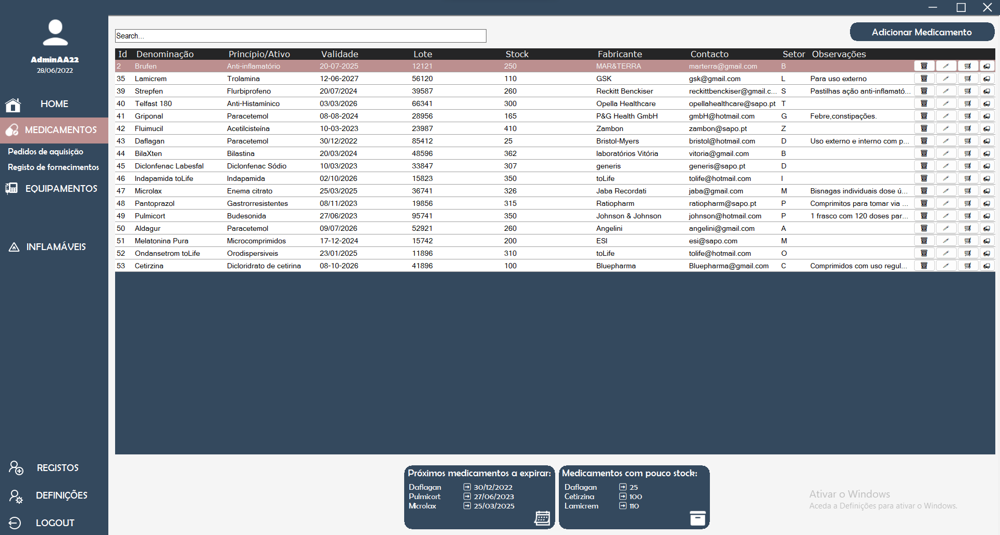 AdminAA22
28/06/2022
HOME
MEDICAMENTOS
Pedidos de aquisição
Registo de fornecimentos
EQUIPAMENTOS
INFLAMÁVEIS
REGISTOS
DEFINIÇÕES
LOGOUT
Search...
Adicionar Medicamento
Id Denominação Princípio/Ativo Validade Lote Stock Fabricante Contacto Setor Observações
2 Brufen Anti-inflamatório 20-07-2025 12121 250 MAR&TERRA marterra@gmail.com B
35 Lamicrem Trolamina 12-06-2027 56120 110 GSK gsk@gmail.com L Para uso externo
39 Strepfen Flurbiprofeno 20/07/2024 39587 260 Reckitt Benckiser reckittbenckiser@gmail.c... S Pastilhas ação anti-inflamató...
40 Telfast 180 Anti-Histamínico 03/03/2026 66341 300 Opella Healthcare opellahealthcare@sapo.pt T
41 Griponal Paracetemol 08-08-2024 28956 165 P&G Health GmbH gmbH@hotmail.com G Febre,constipações.
42 Fluimucil Acetilcisteína 10-03-2023 23987 410 Zambon zambon@sapo.pt Z
43 Daflagan Paracetemol 30/12/2022 85412 25 Bristol-Myers bristol@hotmail.com D Uso externo e interno com p...
44 BilaXten Bilastina 20/03/2024 48596 362 laboratórios Vitória vitoria@gmail.com B
45 Diclonfenac Labesfal Diclonfenac Sódio 10/03/2023 33847 307 generis generis@sapo.pt D
46 Indapamida toLife Indapamida 02/10/2026 15823 350 toLife tolife@hotmail.com I
47 Microlax Enema citrato 25/03/2025 36741 326 Jaba Recordati jaba@gmail.com M Bisnagas individuais dose ú...
48 Pantoprazol Gastrorresistentes 08/11/2023 19856 315 Ratiopharm ratiopharm@sapo.pt P Comprimitos para tomar via ...
49 Pulmicort Budesonida 27/06/2023 95741 350 Johnson & Johnson johnson@hotmail.com P 1 frasco com 120 doses par...
50 Aldagur Paracetemol 09/07/2026 52921 260 Angelini angelini@gmail.com A
51 Melatonina Pura Microcomprimidos 17-12-2024 15742 200 ESI esi@sapo.com M
52 Ondansetrom toLife Orodispersiveis 23/01/2025 11896 310 toLife tolife@hotmail.com O
53 Cetirzina Dicloridrato de cetirina 08-10-2026 41896 100 Bluepharma Bluepharma@gmail.com C Comprimidos com uso regul...
Próximos medicamentos a expirar:
Daflagan 30/12/2022
Pulmicort 27/06/2023
Microlax 25/03/2025
Medicamentos com pouco stock:
Daflagan 25
Cetirzina 100
Lamicrem 110
Ativar o Windows
Aceda a Definições para ativar o Windows.